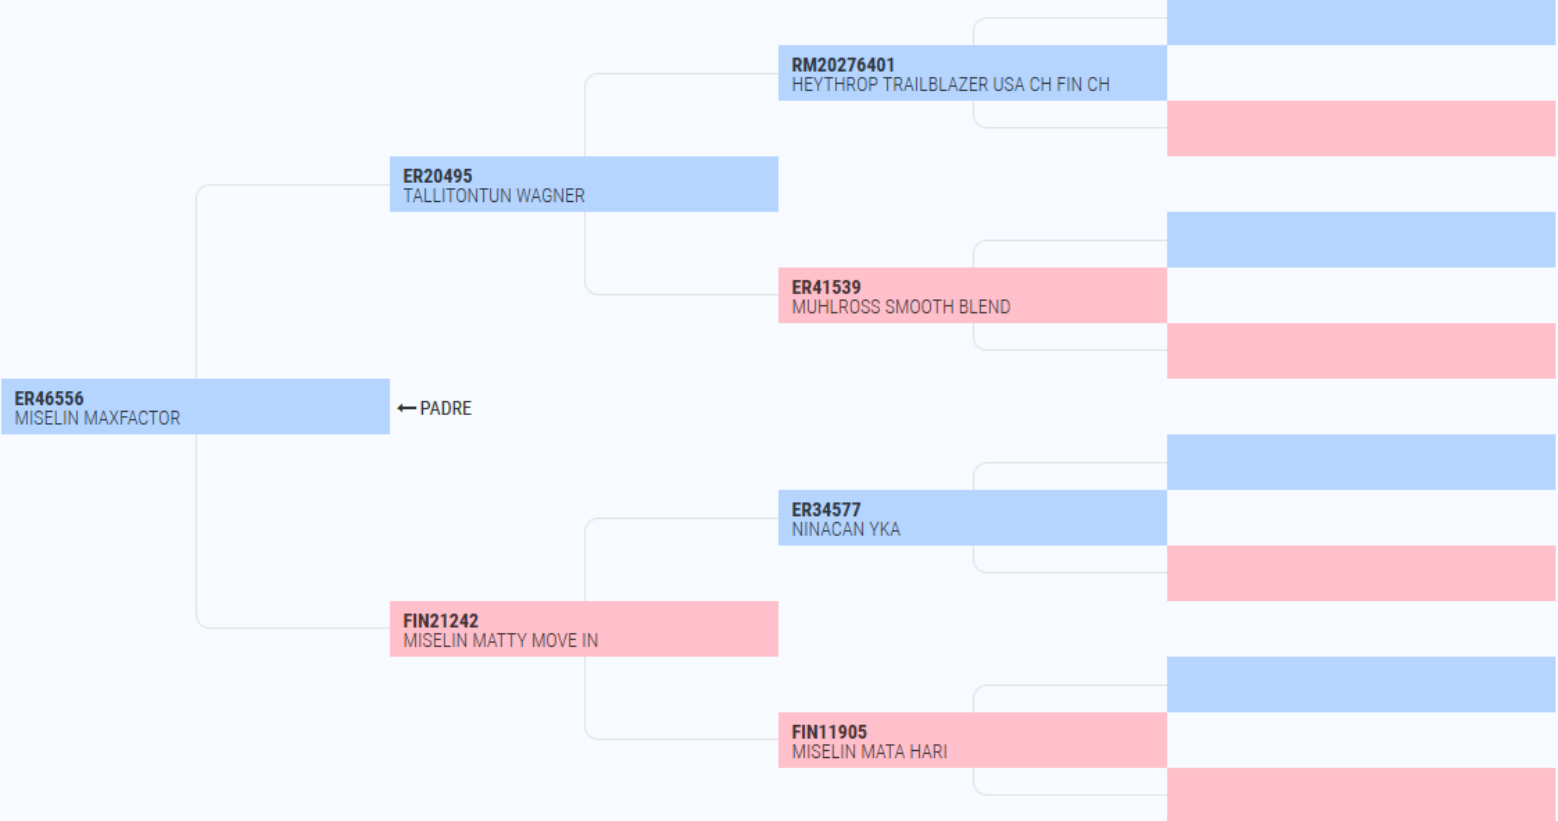 RM20276401
HEYTHROP TRAILBLAZER USA CH FIN CH
ER20495
TALLITONTUN WAGNER
ER41539
MUHLROSS SMOOTH BLEND
ER46556
MISELIN MAXFACTOR
← PADRE
ER34577
NINACAN YKA
FIN21242
MISELIN MATTY MOVE IN
FIN11905
MISELIN MATA HARI